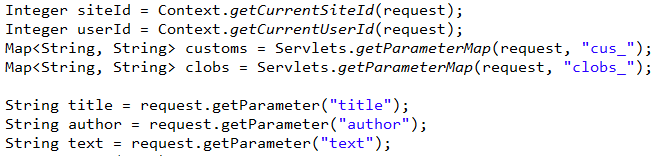 Integer siteId = Context.getCurrentSiteId(request);
Integer userId = Context.getCurrentUserId(request);
Map<String, String> customs = Servlets.getParameterMap(request, "cus_");
Map<String, String> clobs = Servlets.getParameterMap(request, "clobs_");
String title = request.getParameter("title");
String author = request.getParameter("author");
String text = request.getParameter("text");